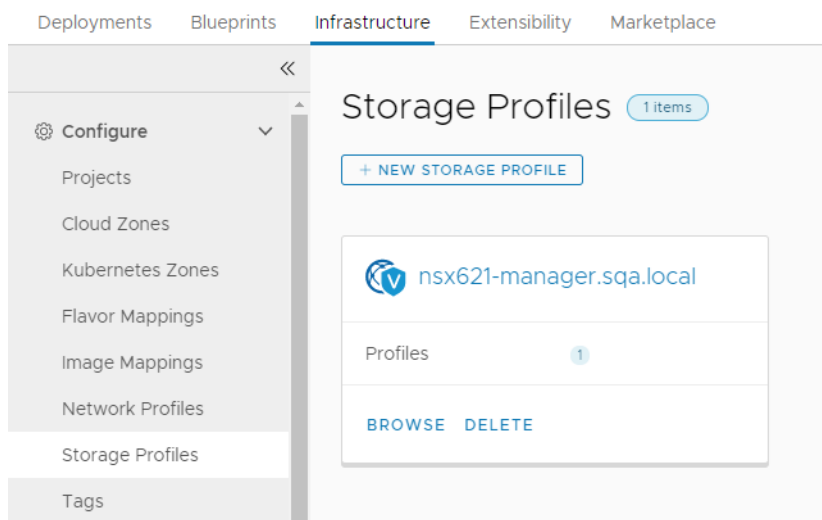 Deployments Blueprints Infrastructure Extensibility Marketplace
Configure
Projects
Cloud Zones
Kubernetes Zones
Flavor Mappings
Image Mappings
Network Profiles
Storage Profiles
Tags
Storage Profiles 1 items
+ NEW STORAGE PROFILE
V nsx621-manager.sqa.local
Profiles 1
BROWSE DELETE